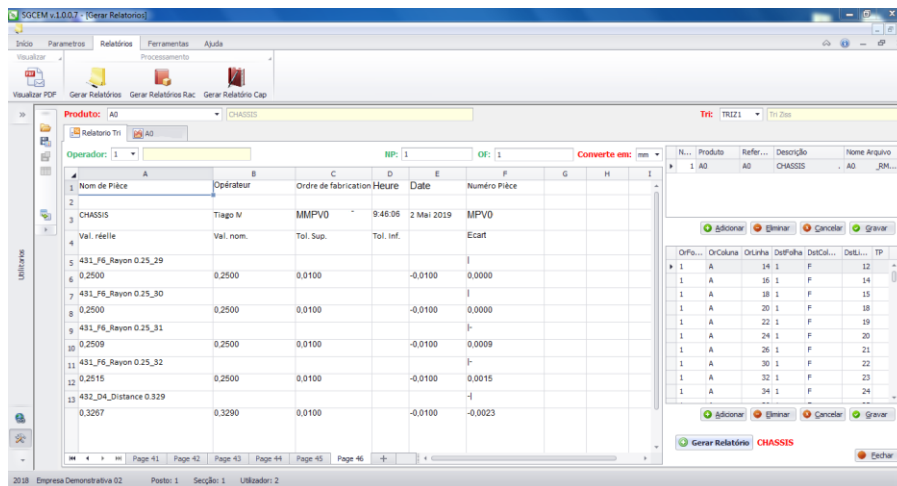 SGCEM v.1.0.0.7 - [Gerar Relatorios]
Início Parametros Relatórios Ferramentas Ajuda
Visualizar Processamento
Visualizar PDF Gerar Relatórios Gerar Relatórios Rac Gerar Relatório Cap
Produto: A0 CHASSIS Tri: TRIZ1 Tri Ziss
Relatorio Tri A0
Operador: 1 NP: 1 OF: 1 Converte em: mm
N... Produto Refer... Descrição Nome Arquivo
1 A0 A0 CHASSIS . A0 _RM...
A B C D E F G H I
1 Nom de Pièce Opérateur Ordre de fabrication Heure Date Numéro Pièce
2
3 CHASSIS Tiago MMPV0 9:46:06 2 Mai 2019 MPV0
4 Val. réelle Val. nom. Tol. Sup. Tol. Inf. Ecart
5 431_F6_Rayon 0.25_29 |
6 0,2500 0,2500 0,0100 -0,0100 0,0000
7 431_F6_Rayon 0.25_30 |
8 0,2500 0,2500 0,0100 -0,0100 0,0000
9 431_F6_Rayon 0.25_31 |-
10 0,2509 0,2500 0,0100 -0,0100 0,0009
11 431_F6_Rayon 0.25_32 |-
12 0,2515 0,2500 0,0100 -0,0100 0,0015
13 432_D4_Distance 0.329 -|
0,3267 0,3290 0,0100 -0,0100 -0,0023
Page 41 Page 42 Page 43 Page 44 Page 45 Page 46 +
Adicionar Eliminar Cancelar Gravar
OrFo... OrColuna OrLinha DstFolha DstCol... DstLi... TP
1 A 14 1 F 12
1 A 16 1 F 14
1 A 18 1 F 15
1 A 20 1 F 18
1 A 22 1 F 19
1 A 24 1 F 20
1 A 26 1 F 21
1 A 30 1 F 22
1 A 32 1 F 23
1 A 34 1 F 24
Adicionar Eliminar Cancelar Gravar
Gerar Relatório CHASSIS
Fechar
Utilitarios
2018 Empresa Demonstrativa 02 Posto: 1 Secção: 1 Utilizador: 2